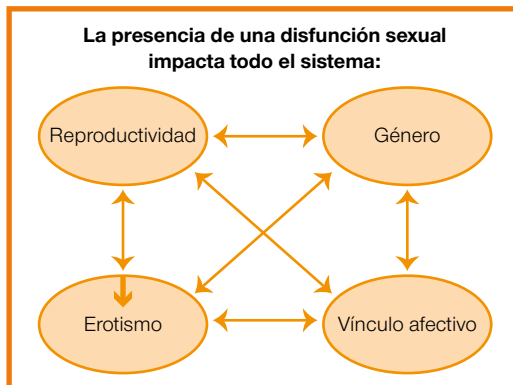 La presencia de una disfunción sexual
impacta todo el sistema:
Reproductividad
Género
Erotismo
Vínculo afectivo